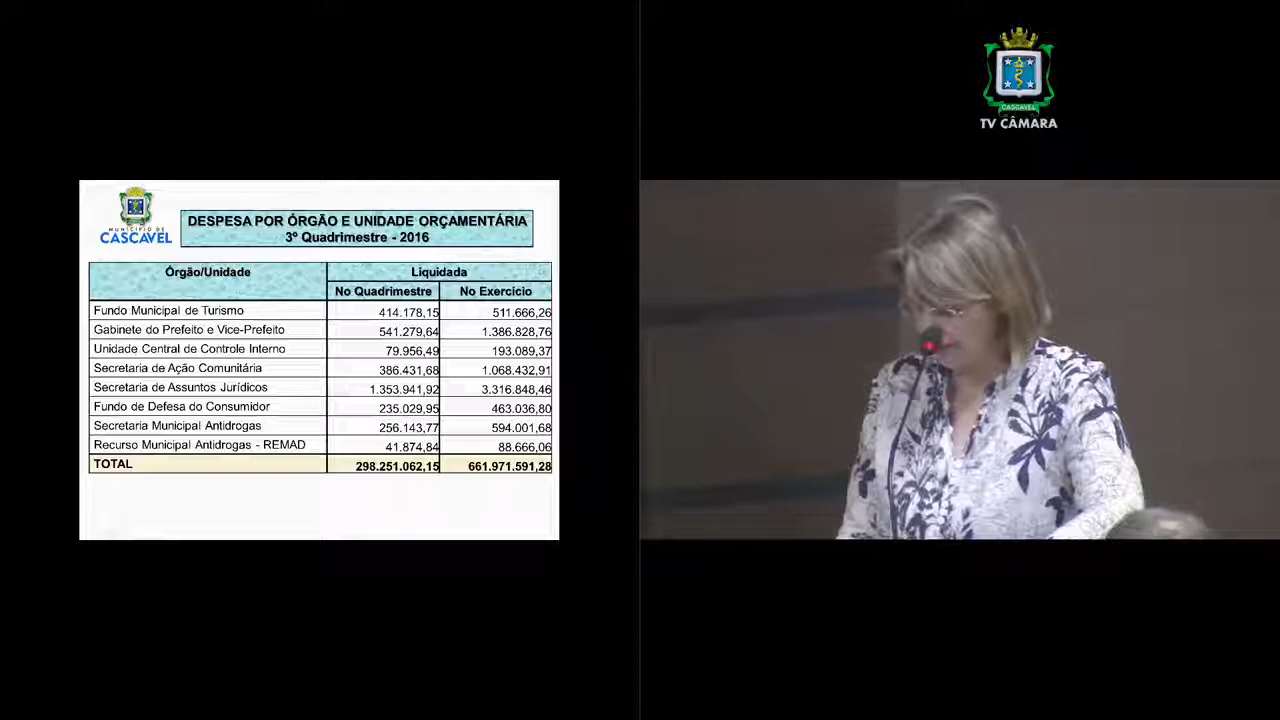 CASCAVEL
TV CÂMARA
MUNICÍPIO DE
CASCAVEL
DESPESA POR ÓRGÃO E UNIDADE ORÇAMENTÁRIA
3º Quadrimestre - 2016
Órgão/Unidade Liquidada
No Quadrimestre No Exercício
Fundo Municipal de Turismo 414.178,15 511.666,26
Gabinete do Prefeito e Vice-Prefeito 541.279,64 1.386.828,76
Unidade Central de Controle Interno 79.956,49 193.089,37
Secretaria de Ação Comunitária 386.431,68 1.068.432,91
Secretaria de Assuntos Jurídicos 1.353.941,92 3.316.848,46
Fundo de Defesa do Consumidor 235.029,95 463.036,80
Secretaria Municipal Antidrogas 256.143,77 594.001,68
Recurso Municipal Antidrogas - REMAD 41.874,84 88.666,06
TOTAL 298.251.062,15 661.971.591,28